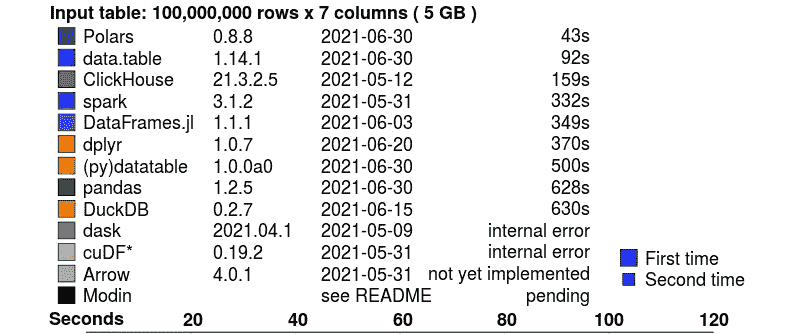 Input table: 100,000,000 rows x 7 columns ( 5 GB )
Polars 0.8.8 2021-06-30 43s
data.table 1.14.1 2021-06-30 92s
ClickHouse 21.3.2.5 2021-05-12 159s
spark 3.1.2 2021-05-31 332s
DataFrames.jl 1.1.1 2021-06-03 349s
dplyr 1.0.7 2021-06-20 370s
(py)datatable 1.0.0a0 2021-06-30 500s
pandas 1.2.5 2021-06-30 628s
DuckDB 0.2.7 2021-06-15 630s
dask 2021.04.1 2021-05-09 internal error
cuDF* 0.19.2 2021-05-31 internal error
Arrow 4.0.1 2021-05-31 not yet implemented
Modin see README pending
First time
Second time
Seconds 20 40 60 80 100 120